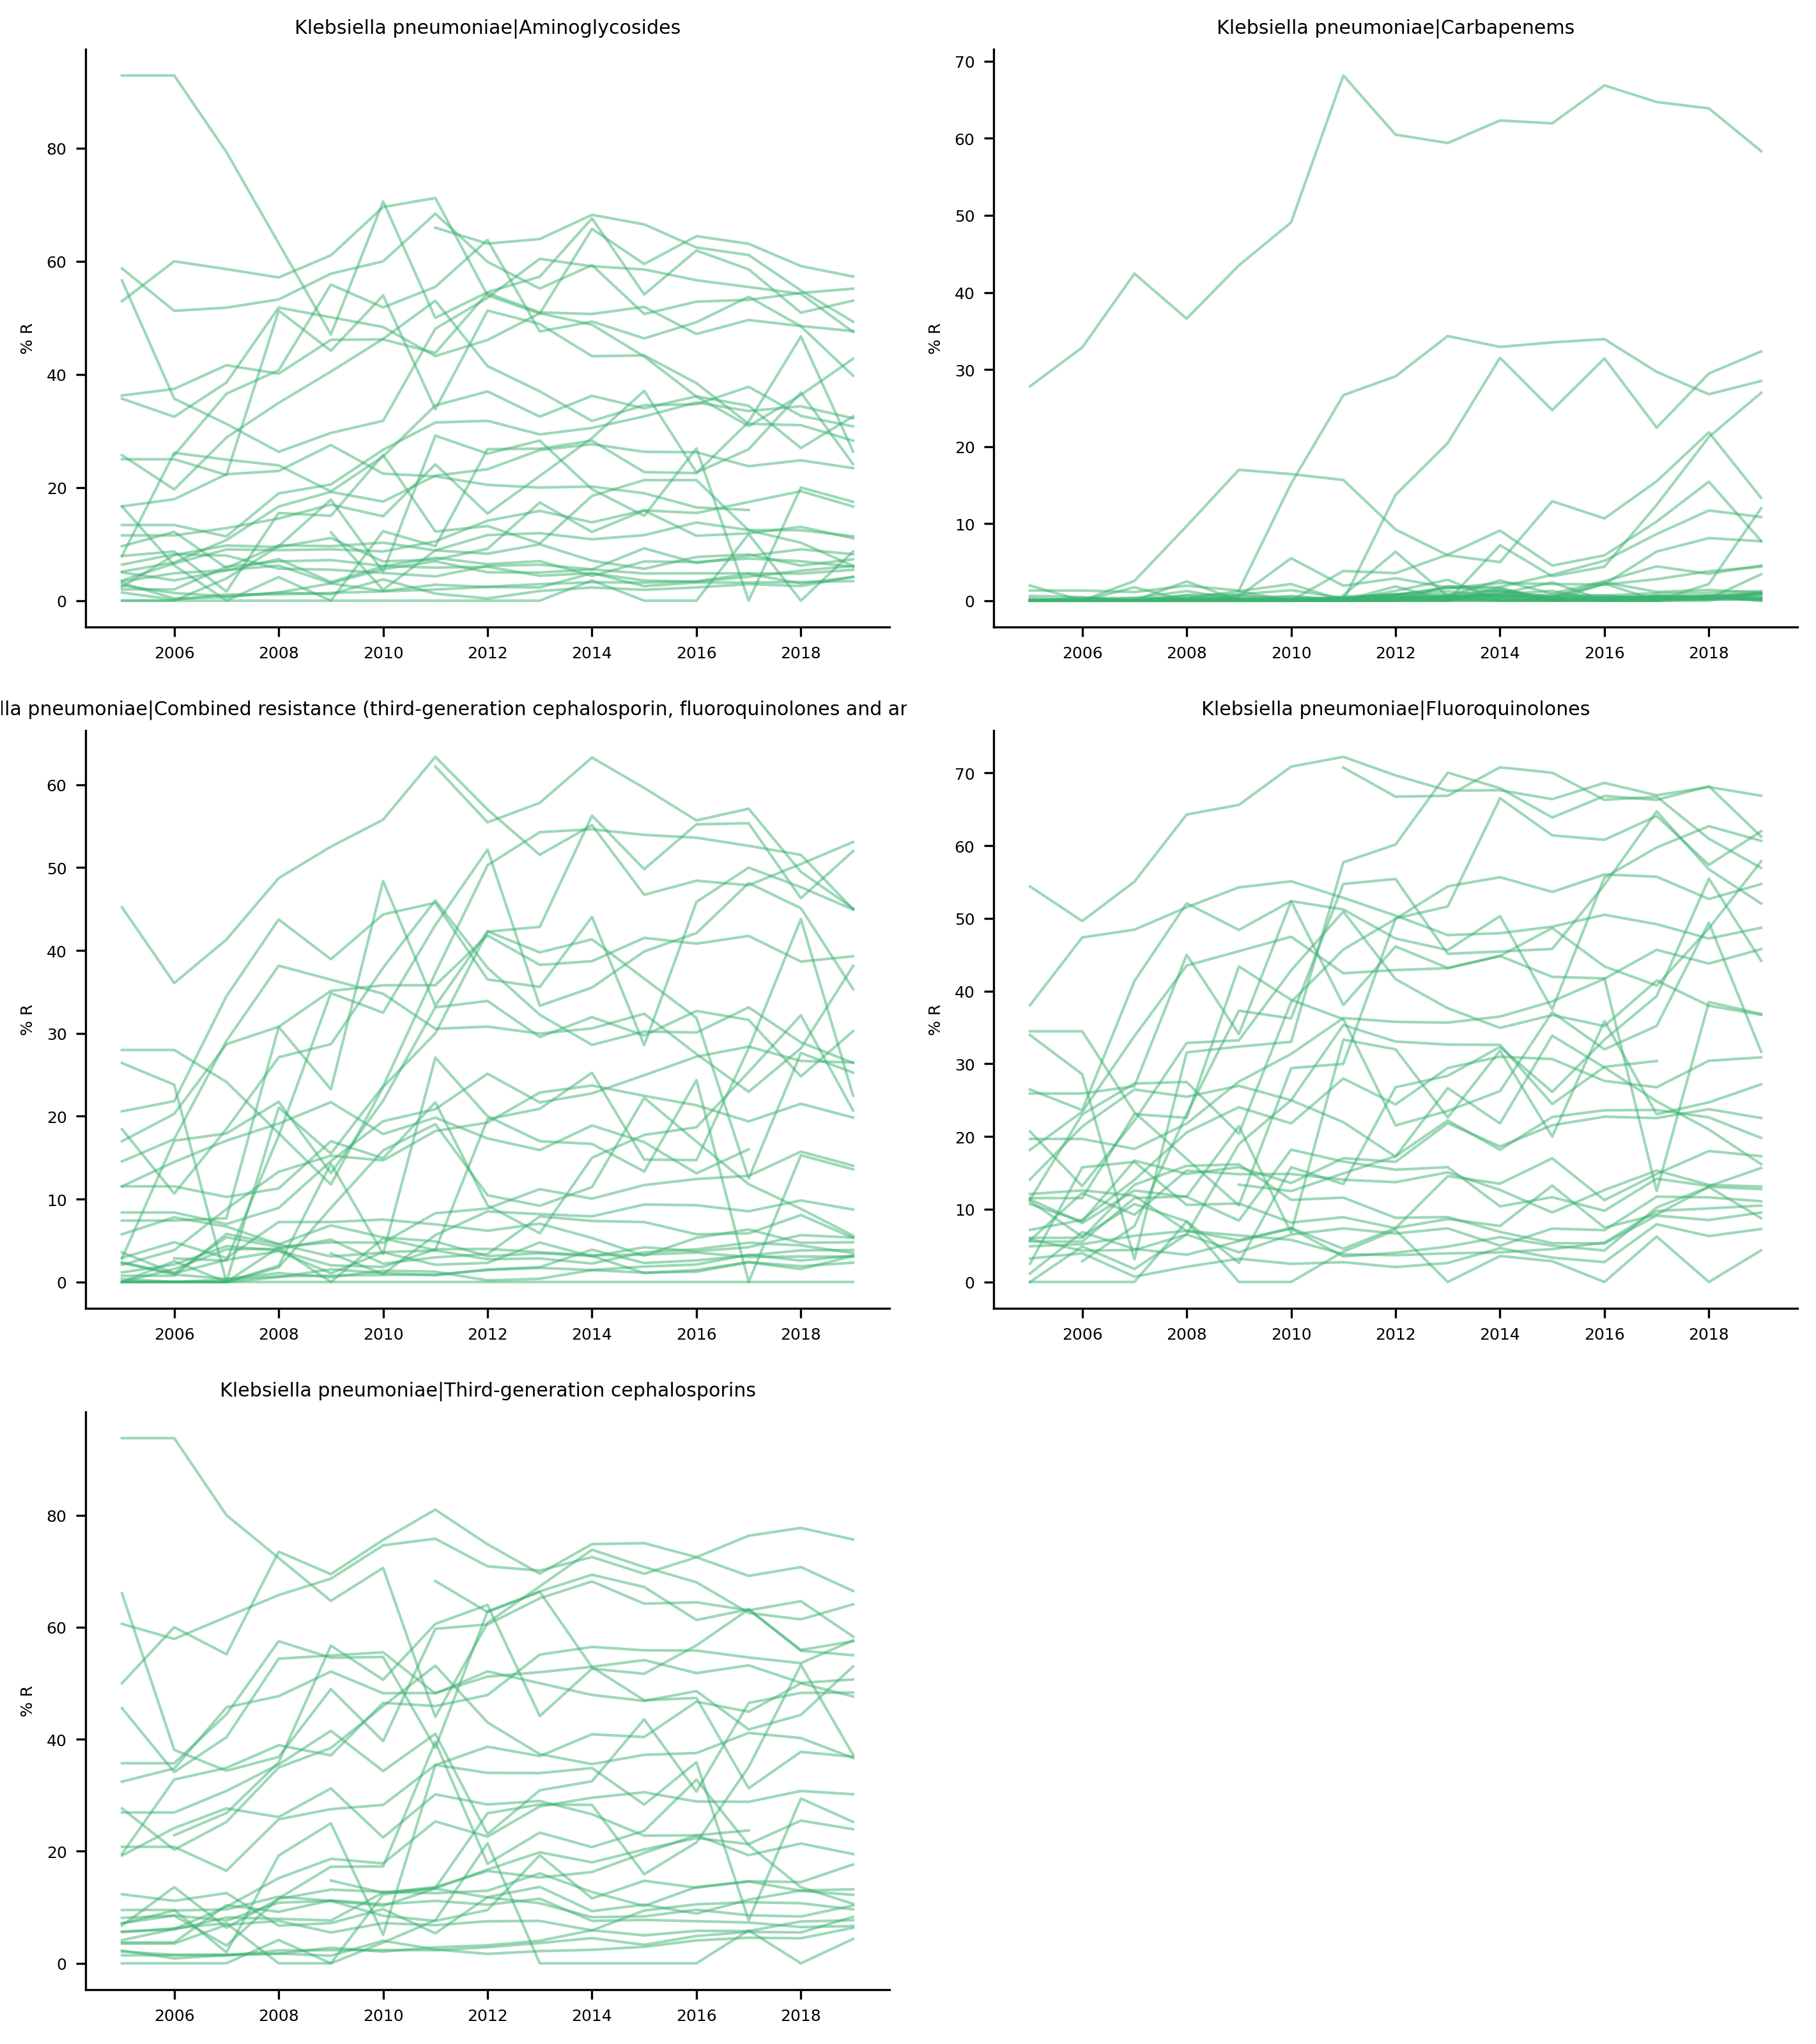 Klebsiella pneumoniae|Aminoglycosides
% R
80
60
40
20
0
2006 2008 2010 2012 2014 2016 2018
Klebsiella pneumoniae|Carbapenems
% R
70
60
50
40
30
20
10
0
2006 2008 2010 2012 2014 2016 2018
lla pneumoniae|Combined resistance (third-generation cephalosporin, fluoroquinolones and
% R
60
50
40
30
20
10
0
2006 2008 2010 2012 2014 2016 2018
Klebsiella pneumoniae|Fluoroquinolones
% R
70
60
50
40
30
20
10
0
2006 2008 2010 2012 2014 2016 2018
Klebsiella pneumoniae|Third-generation cephalosporins
% R
80
60
40
20
0
2006 2008 2010 2012 2014 2016 2018